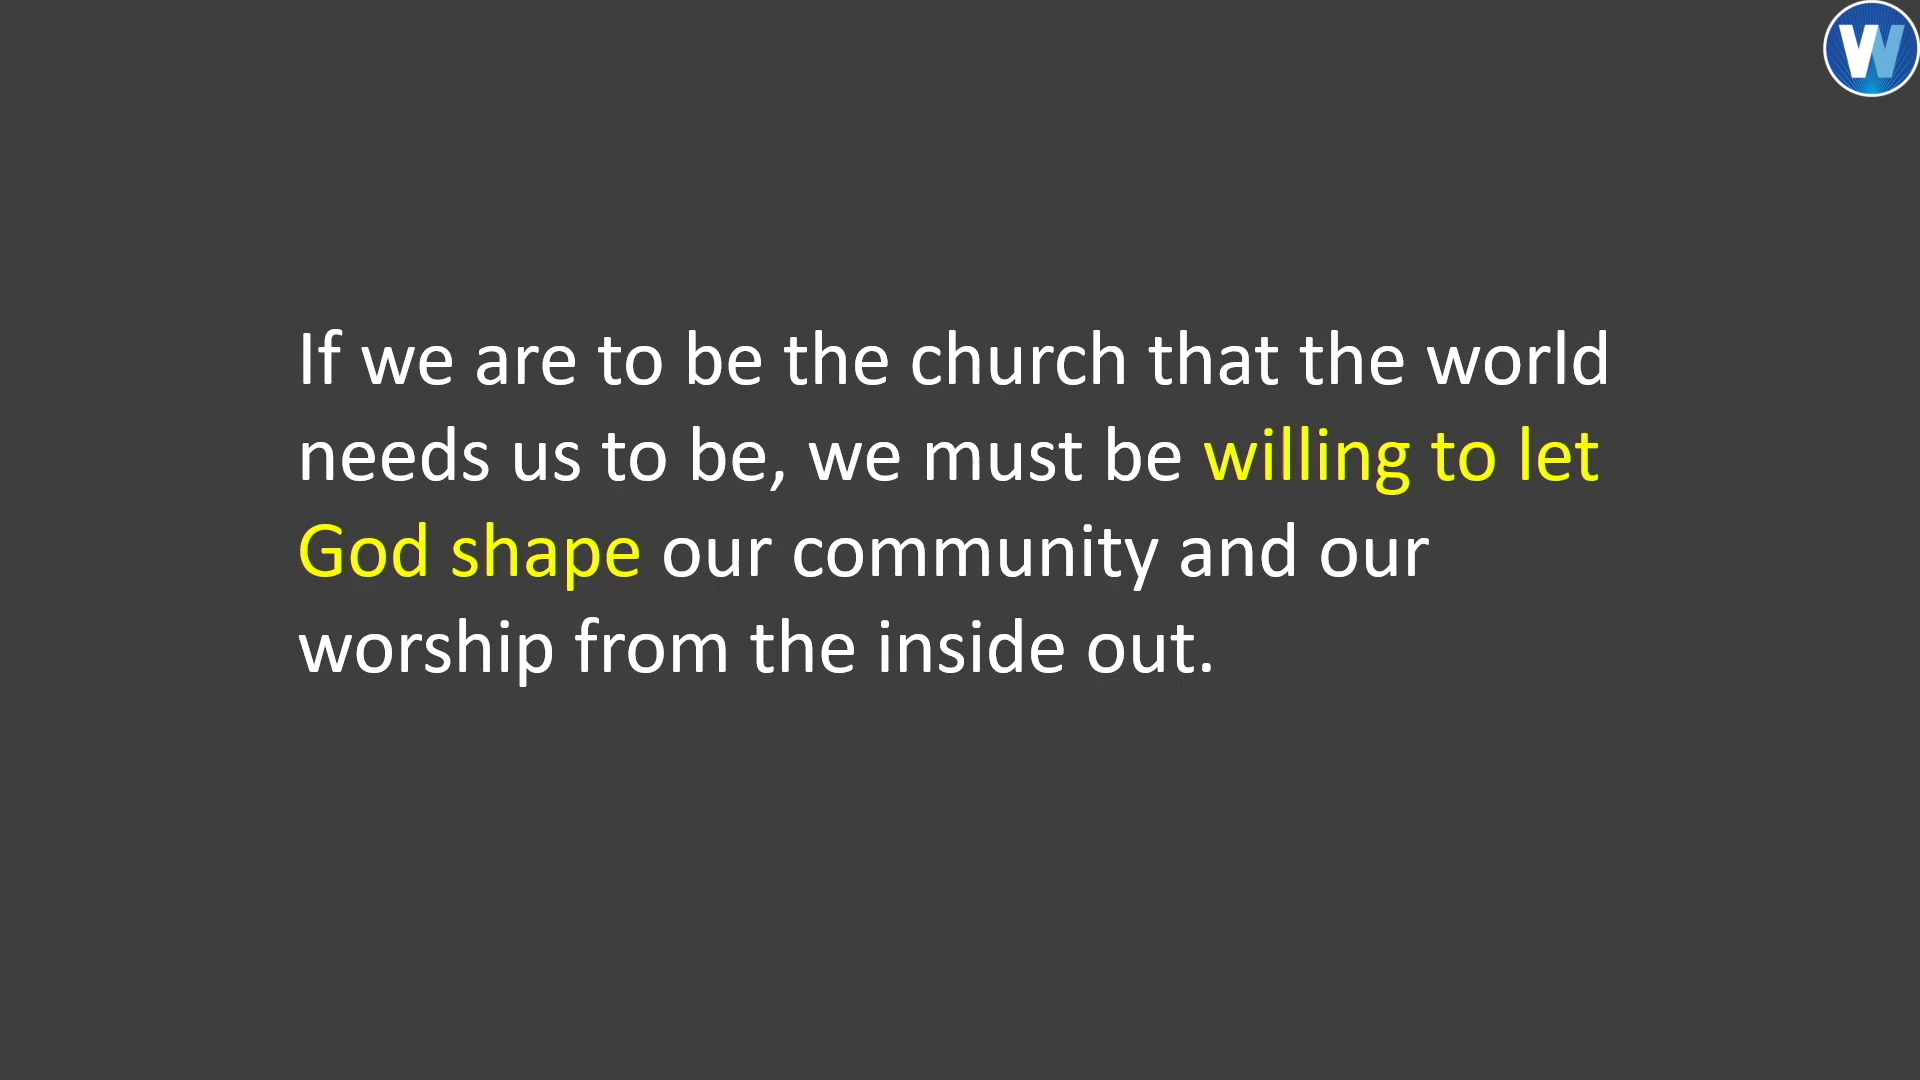 W
If we are to be the church that the world
needs us to be, we must be willing to let
God shape our community and our
worship from the inside out.